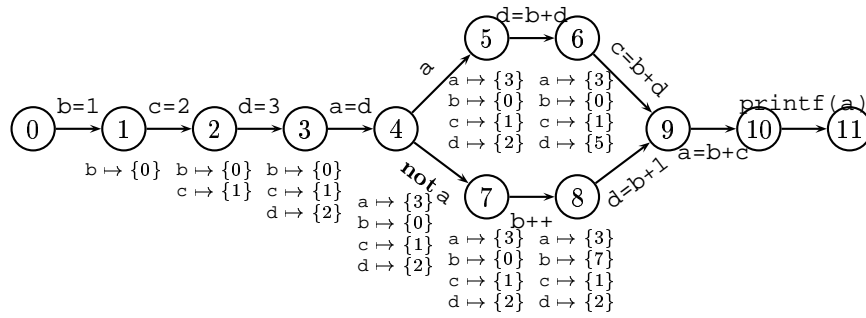 0
b=1
1
c=2
2
d=3
3
a=d
4
a
5
d=b+d
6
c=b+d
not a
7
b++
8
d=b+1
9
a=b+c
10
printf(a)
11
b ↦ {0}
b ↦ {0}
c ↦ {1}
b ↦ {0}
c ↦ {1}
d ↦ {2}
a ↦ {3}
b ↦ {0}
c ↦ {1}
d ↦ {2}
a ↦ {3}
b ↦ {0}
c ↦ {1}
d ↦ {2}
a ↦ {3}
b ↦ {0}
c ↦ {1}
d ↦ {5}
a ↦ {3}
b ↦ {0}
c ↦ {1}
d ↦ {2}
a ↦ {3}
b ↦ {7}
c ↦ {1}
d ↦ {2}